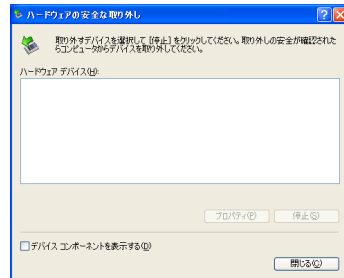 ハードウェアの安全な取り外し
取り外すデバイスを選択して [停止] をクリックしてください。取り外しの安全が確認された
らコンピュータからデバイスを取り外してください。
ハードウェア デバイス(H):
プロパティ(P)
停止(S)
デバイス コンポーネントを表示する(D)
閉じる(C)